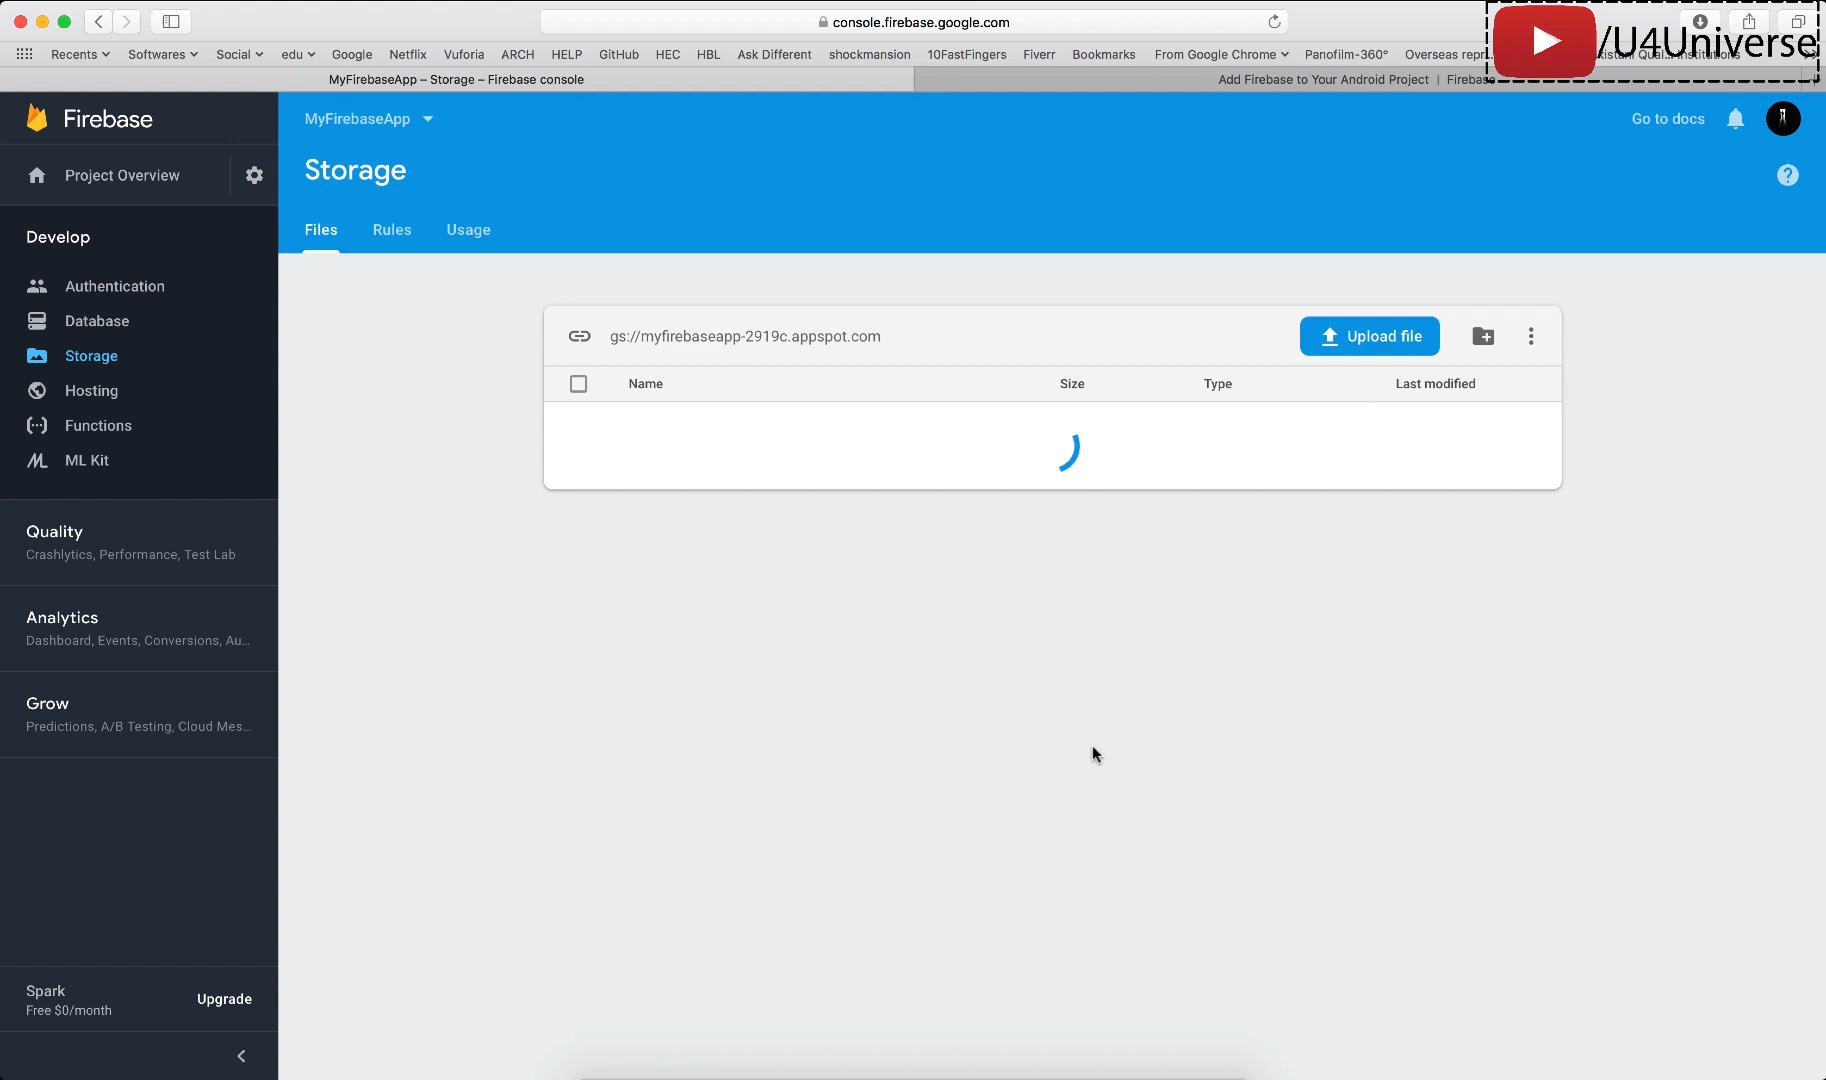 console.firebase.google.com
/U4Universe
Recents Softwares Social edu Google Netflix Vuforia ARCH HELP GitHub HEC HBL Ask Different shockmansion 10FastFingers Fiverr Bookmarks From Google Chrome Panofilm-360° Overseas
MyFirebaseApp – Storage – Firebase console
Add Firebase to Your Android Project | Firebase
Firebase
MyFirebaseApp
Go to docs
Project Overview
Storage
Files Rules Usage
Develop
Authentication
Database
Storage
Hosting
Functions
ML Kit
gs://myfirebaseapp-2919c.appspot.com
Upload file
Name Size Type Last modified
Quality
Crashlytics, Performance, Test Lab
Analytics
Dashboard, Events, Conversions, Au...
Grow
Predictions, A/B Testing, Cloud Mes...
Spark
Free $0/month
Upgrade